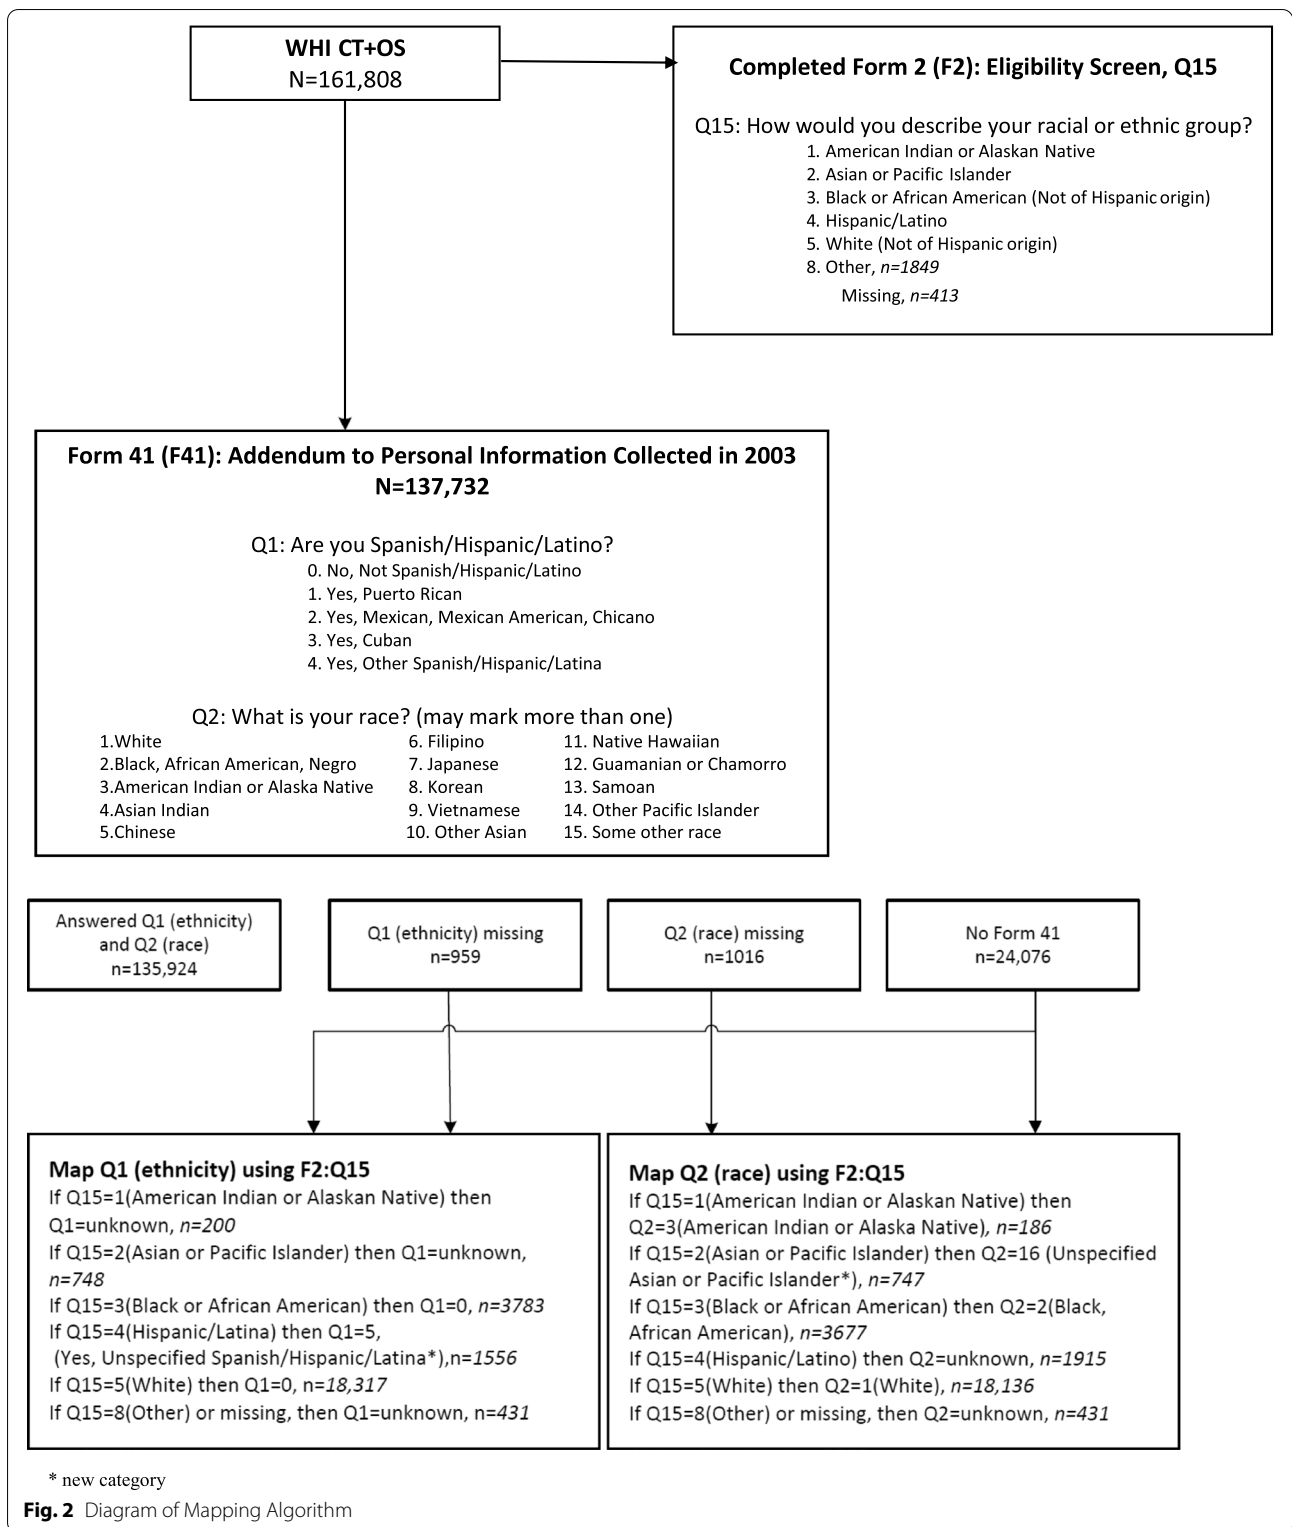 WHI CT+OS
N=161,808
Completed Form 2 (F2): Eligibility Screen, Q15
Q15: How would you describe your racial or ethnic group?
1. American Indian or Alaskan Native
2. Asian or Pacific Islander
3. Black or African American (Not of Hispanic origin)
4. Hispanic/Latino
5. White (Not of Hispanic origin)
8. Other, n=1849
Missing, n=413
Form 41 (F41): Addendum to Personal Information Collected in 2003
N=137,732
Q1: Are you Spanish/Hispanic/Latino?
0. No, Not Spanish/Hispanic/Latino
1. Yes, Puerto Rican
2. Yes, Mexican, Mexican American, Chicano
3. Yes, Cuban
4. Yes, Other Spanish/Hispanic/Latina
Q2: What is your race? (may mark more than one)
1.White
2.Black, African American, Negro
3.American Indian or Alaska Native
4.Asian Indian
5.Chinese
6. Filipino
7. Japanese
8. Korean
9. Vietnamese
10. Other Asian
11. Native Hawaiian
12. Guamanian or Chamorro
13. Samoan
14. Other Pacific Islander
15. Some other race
Answered Q1 (ethnicity)
and Q2 (race)
n=135,924
Q1 (ethnicity) missing
n=959
Q2 (race) missing
n=1016
No Form 41
n=24,076
Map Q1 (ethnicity) using F2:Q15
If Q15=1(American Indian or Alaskan Native) then
Q1=unknown, n=200
If Q15=2(Asian or Pacific Islander) then Q1=unknown,
n=748
If Q15=3(Black or African American) then Q1=0, n=3783
If Q15=4(Hispanic/Latina) then Q1=5,
(Yes, Unspecified Spanish/Hispanic/Latina*),n=1556
If Q15=5(White) then Q1=0, n=18,317
If Q15=8(Other) or missing, then Q1=unknown, n=431
Map Q2 (race) using F2:Q15
If Q15=1(American Indian or Alaskan Native) then
Q2=3(American Indian or Alaska Native), n=186
If Q15=2(Asian or Pacific Islander) then Q2=16 (Unspecified
Asian or Pacific Islander*), n=747
If Q15=3(Black or African American) then Q2=2(Black,
African American), n=3677
If Q15=4(Hispanic/Latino) then Q2=unknown, n=1915
If Q15=5(White) then Q2=1(White), n=18,136
If Q15=8(Other) or missing, then Q2=unknown, n=431
* new category
Fig. 2 Diagram of Mapping Algorithm